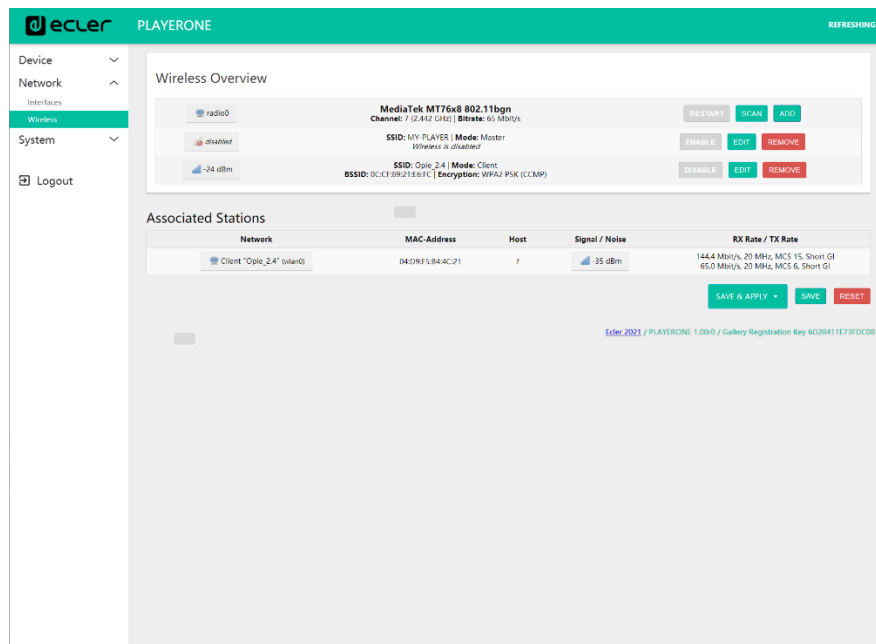 ecler PLAYERONE REFRESHING
Device
Network
Interfaces
Wireless
System
Logout
Wireless Overview
radio0 MediaTek MT76x8 802.11bgn RESTART SCAN ADD
Channel: 7 (2.442 GHz) | Bitrate: 65 Mbit/s
disabled SSID: MY-PLAYER | Mode: Master ENABLE EDIT REMOVE
Wireless is disabled
-24 dBm SSID: Opie_2.4 | Mode: Client DISABLE EDIT REMOVE
BSSID: 0C:CF:89:21:E6:FC | Encryption: WPA2 PSK (CCMP)
Associated Stations
Network MAC-Address Host Signal / Noise RX Rate / TX Rate
Client "Ople_2.4" (wlan0) 04:D9:F5:B4:4C:21 ? -35 dBm 144.4 Mbit/s, 20 MHz, MCS 15, Short GI
65.0 Mbit/s, 20 MHz, MCS 6, Short GI
SAVE & APPLY SAVE RESET
Ecler 2021 / PLAYERONE 1.00r0 / Gallery Registration Key 6D28411E73FDC08